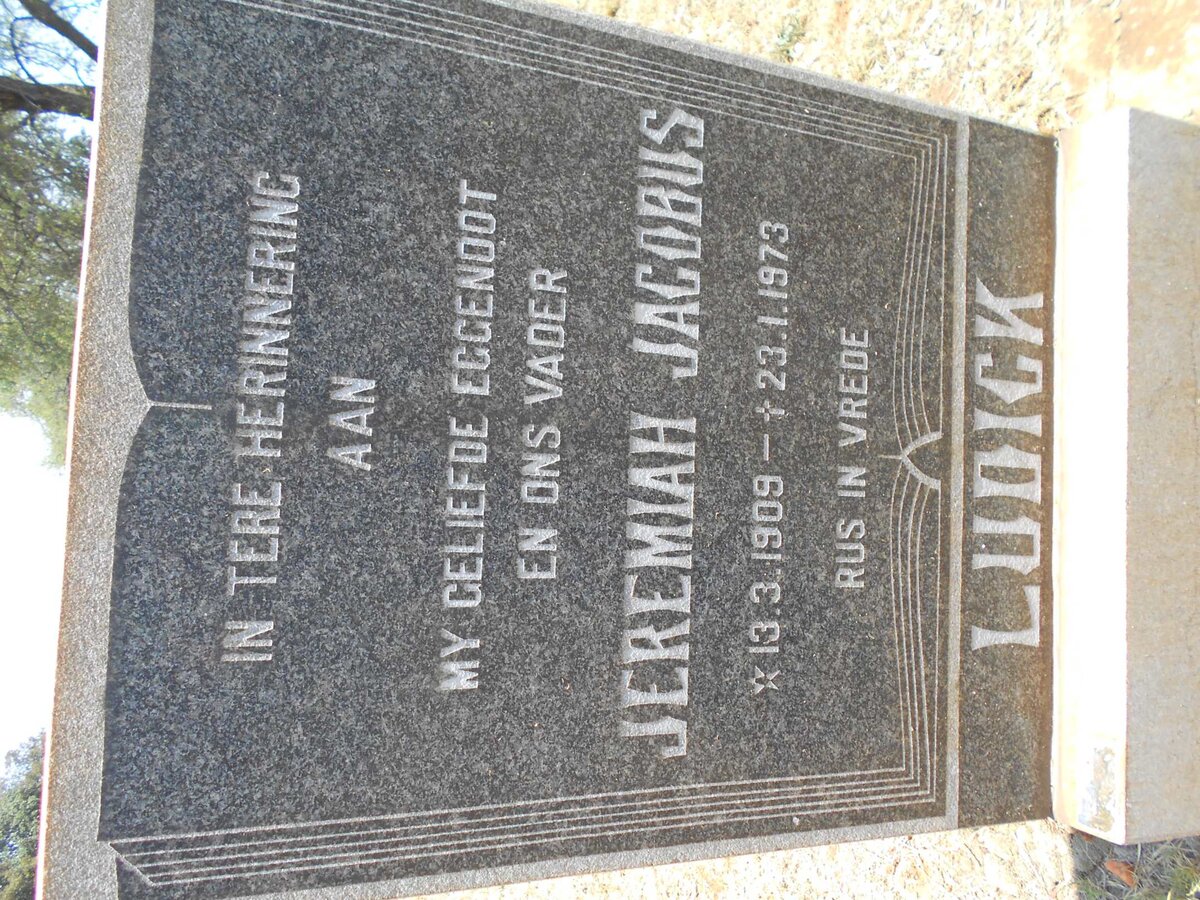 IN TERE HERINNERING
AAN
MY GELIEFDE EGGENOOT
EN ONS VADER
JEREMIAH JACOBUS
13.3.1909 — † 23.1.1973
RUS IN VREDE
LUDICK